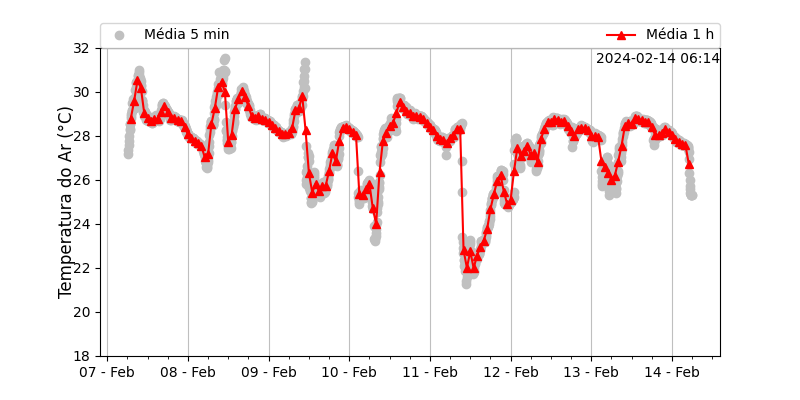 Média 5 min
Média 1 h
2024-02-14 06:14
Temperatura do Ar (°C)
32
30
28
26
24
22
20
18
07 - Feb
08 - Feb
09 - Feb
10 - Feb
11 - Feb
12 - Feb
13 - Feb
14 - Feb